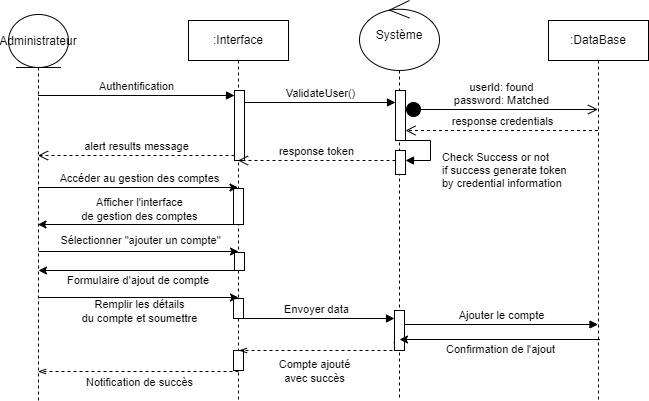 Administrateur
:Interface
Système
:DataBase
Authentification
ValidateUser()
userId: found
password: Matched
response credentials
alert results message
response token
Check Success or not
if success generate token
by credential information
Accéder au gestion des comptes
Afficher l'interface
de gestion des comptes
Sélectionner "ajouter un compte"
Formulaire d'ajout de compte
Remplir les détails
du compte et soumettre
Envoyer data
Ajouter le compte
Confirmation de l'ajout
Compte ajouté
avec succès
Notification de succès